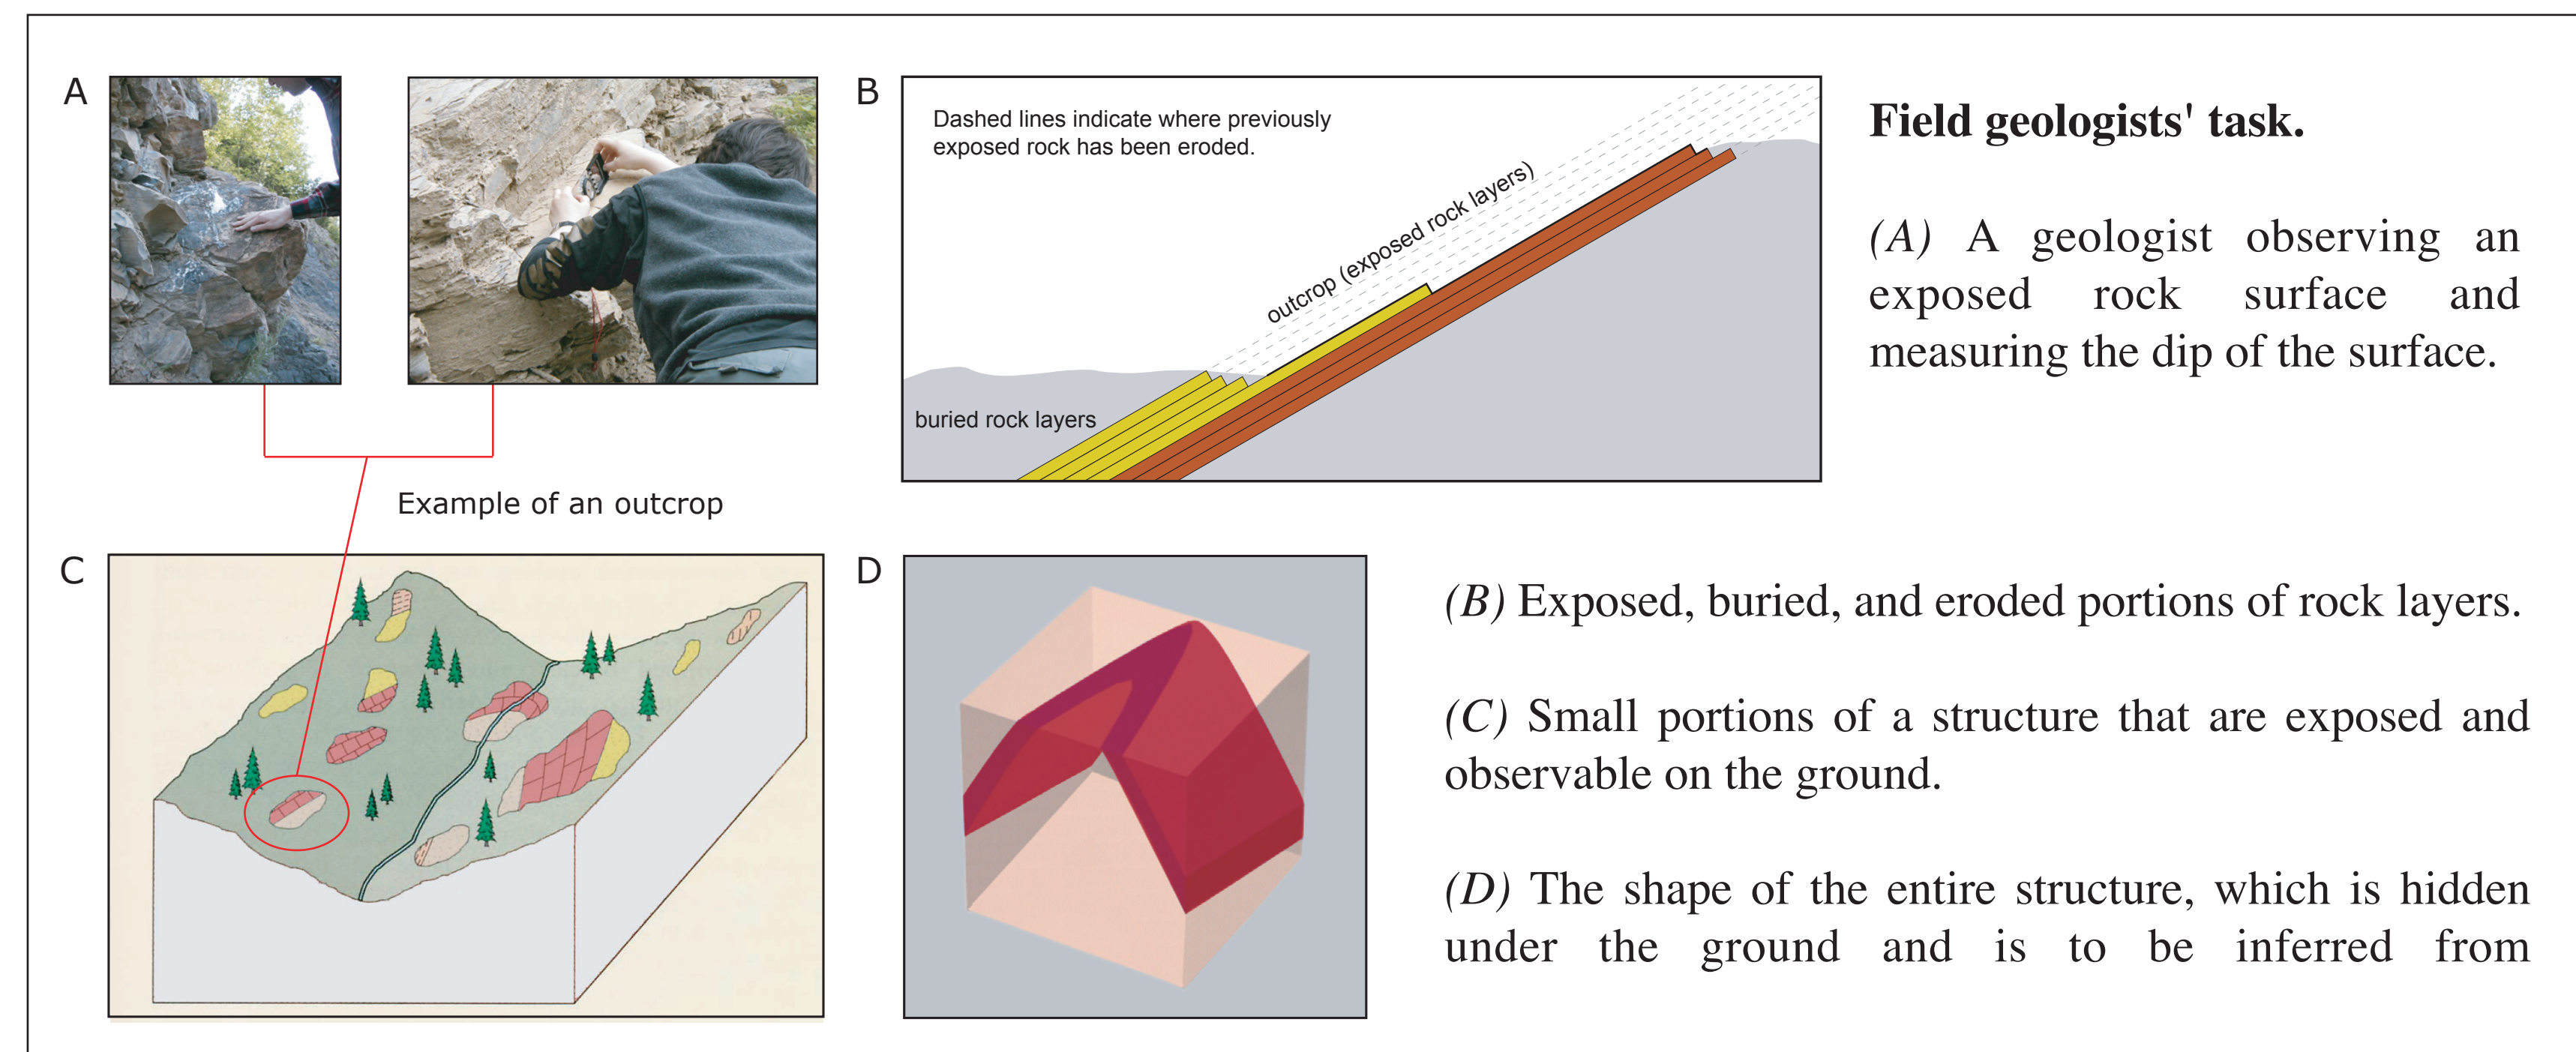 A
B
Dashed lines indicate where previously
exposed rock has been eroded.
outcrop (exposed rock layers)
buried rock layers
Field geologists' task.
(A) A geologist observing an
exposed rock surface and
measuring the dip of the surface.
Example of an outcrop
C
D
(B) Exposed, buried, and eroded portions of rock layers.
(C) Small portions of a structure that are exposed and
observable on the ground.
(D) The shape of the entire structure, which is hidden
under the ground and is to be inferred from